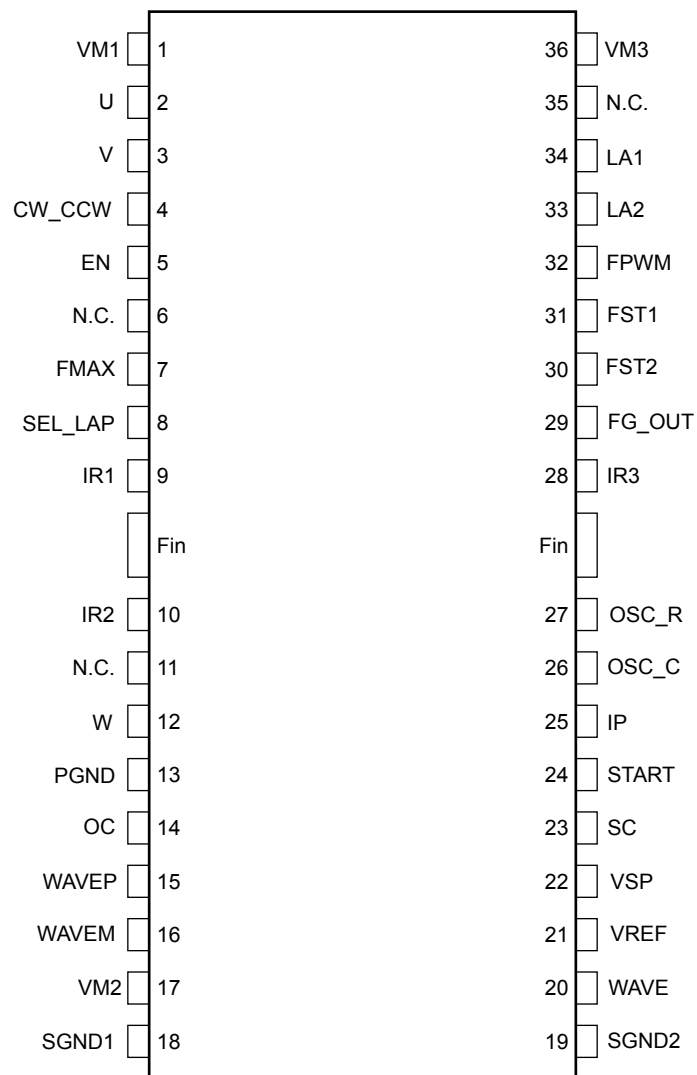 VM1 1 36 VM3
U 2 35 N.C.
V 3 34 LA1
CW_CCW 4 33 LA2
EN 5 32 FPWM
N.C. 6 31 FST1
FMAX 7 30 FST2
SEL_LAP 8 29 FG_OUT
IR1 9 28 IR3
Fin Fin
IR2 10 27 OSC_R
N.C. 11 26 OSC_C
W 12 25 IP
PGND 13 24 START
OC 14 23 SC
WAVEP 15 22 VSP
WAVEM 16 21 VREF
VM2 17 20 WAVE
SGND1 18 19 SGND2